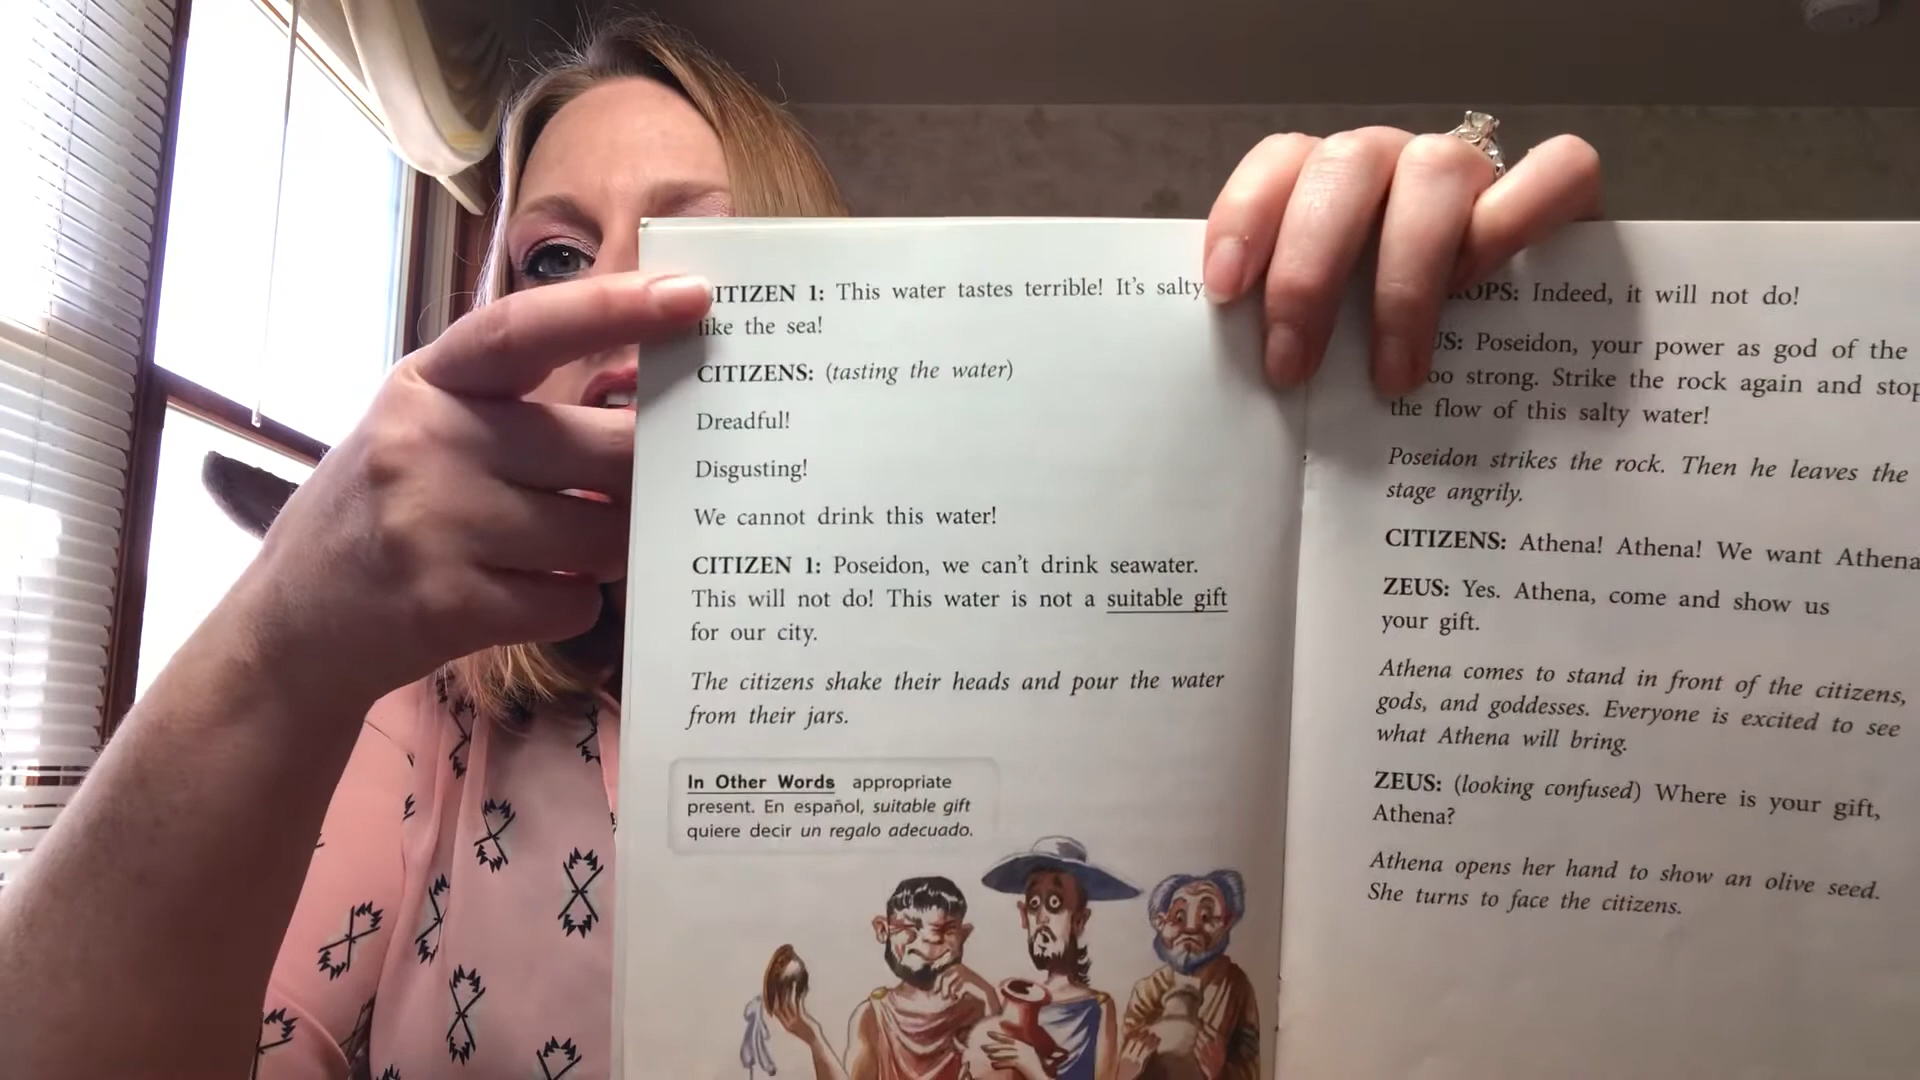 CITIZEN 1: This water tastes terrible! It's salty
like the sea!
CITIZENS: (tasting the water)
Dreadful!
Disgusting!
We cannot drink this water!
CITIZEN 1: Poseidon, we can't drink seawater.
This will not do! This water is not a suitable gift
for our city.
The citizens shake their heads and pour the water
from their jars.
In Other Words appropriate
present. En español, suitable gift
quiere decir un regalo adecuado.
OPS: Indeed, it will not do!
US: Poseidon, your power as god of the
oo strong. Strike the rock again and stop
the flow of this salty water!
Poseidon strikes the rock. Then he leaves the
stage angrily.
CITIZENS: Athena! Athena! We want Athena
ZEUS: Yes. Athena, come and show us
your gift.
Athena comes to stand in front of the citizens,
gods, and goddesses. Everyone is excited to see
what Athena will bring.
ZEUS: (looking confused) Where is your gift,
Athena?
Athena opens her hand to show an olive seed.
She turns to face the citizens.